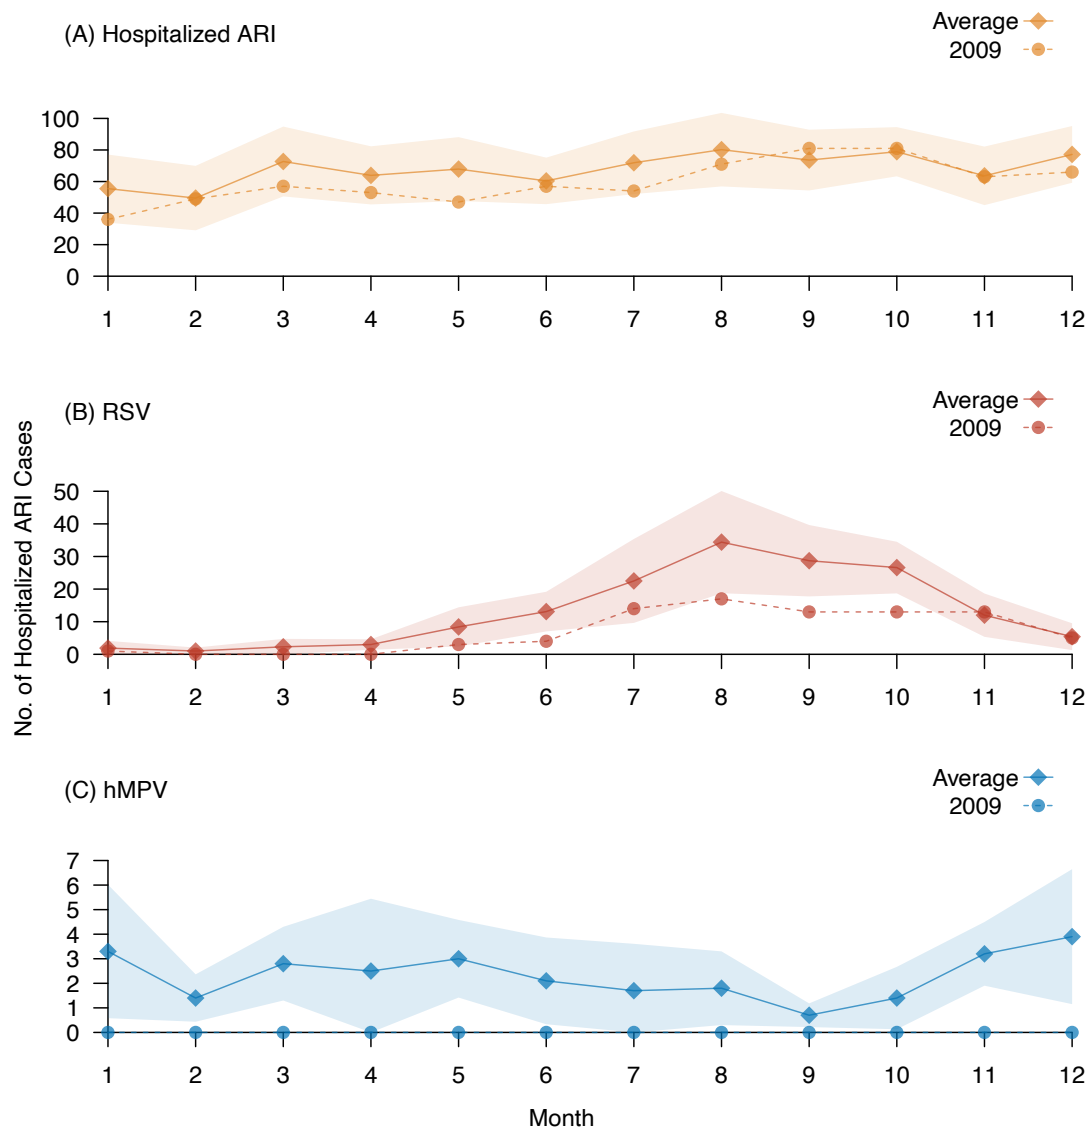 (A) Hospitalized ARI
Average
2009
100
80
60
40
20
0
1 2 3 4 5 6 7 8 9 10 11 12
(B) RSV
Average
2009
No. of Hospitalized ARI Cases
50
40
30
20
10
0
1 2 3 4 5 6 7 8 9 10 11 12
(C) hMPV
Average
2009
7
6
5
4
3
2
1
0
1 2 3 4 5 6 7 8 9 10 11 12
Month